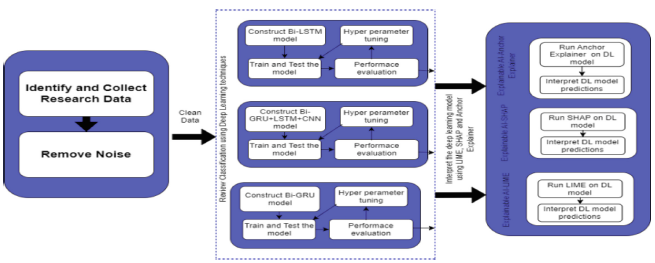 Identify and Collect
Research Data
Remove Noise
Clean
Data
Review Classification using Deep Learning techniques
Construct Bi-LSTM
model
Hyper parameter
tuning
Train and Test the
model
Performace
evaluation
Construct Bi-
GRU+LSTM+CNN
model
Hyper parameter
tuning
Train and Test the
model
Performace
evaluation
Construct Bi-GRU
model
Hyper parameter
tuning
Train and Test the
model
Performace
evaluation
Interpret the deep learning model
using LIME, SHAP and Anchor
Explainer
Explainable AI Anchor
Explainer
Run Anchor
Explainer on DL
model
Interpret DL model
predictions
Explainable AI SHAP
Run SHAP on DL
model
Interpret DL model
predictions
Explainable AI LIME
Run LIME on DL
model
Interpret DL model
predictions